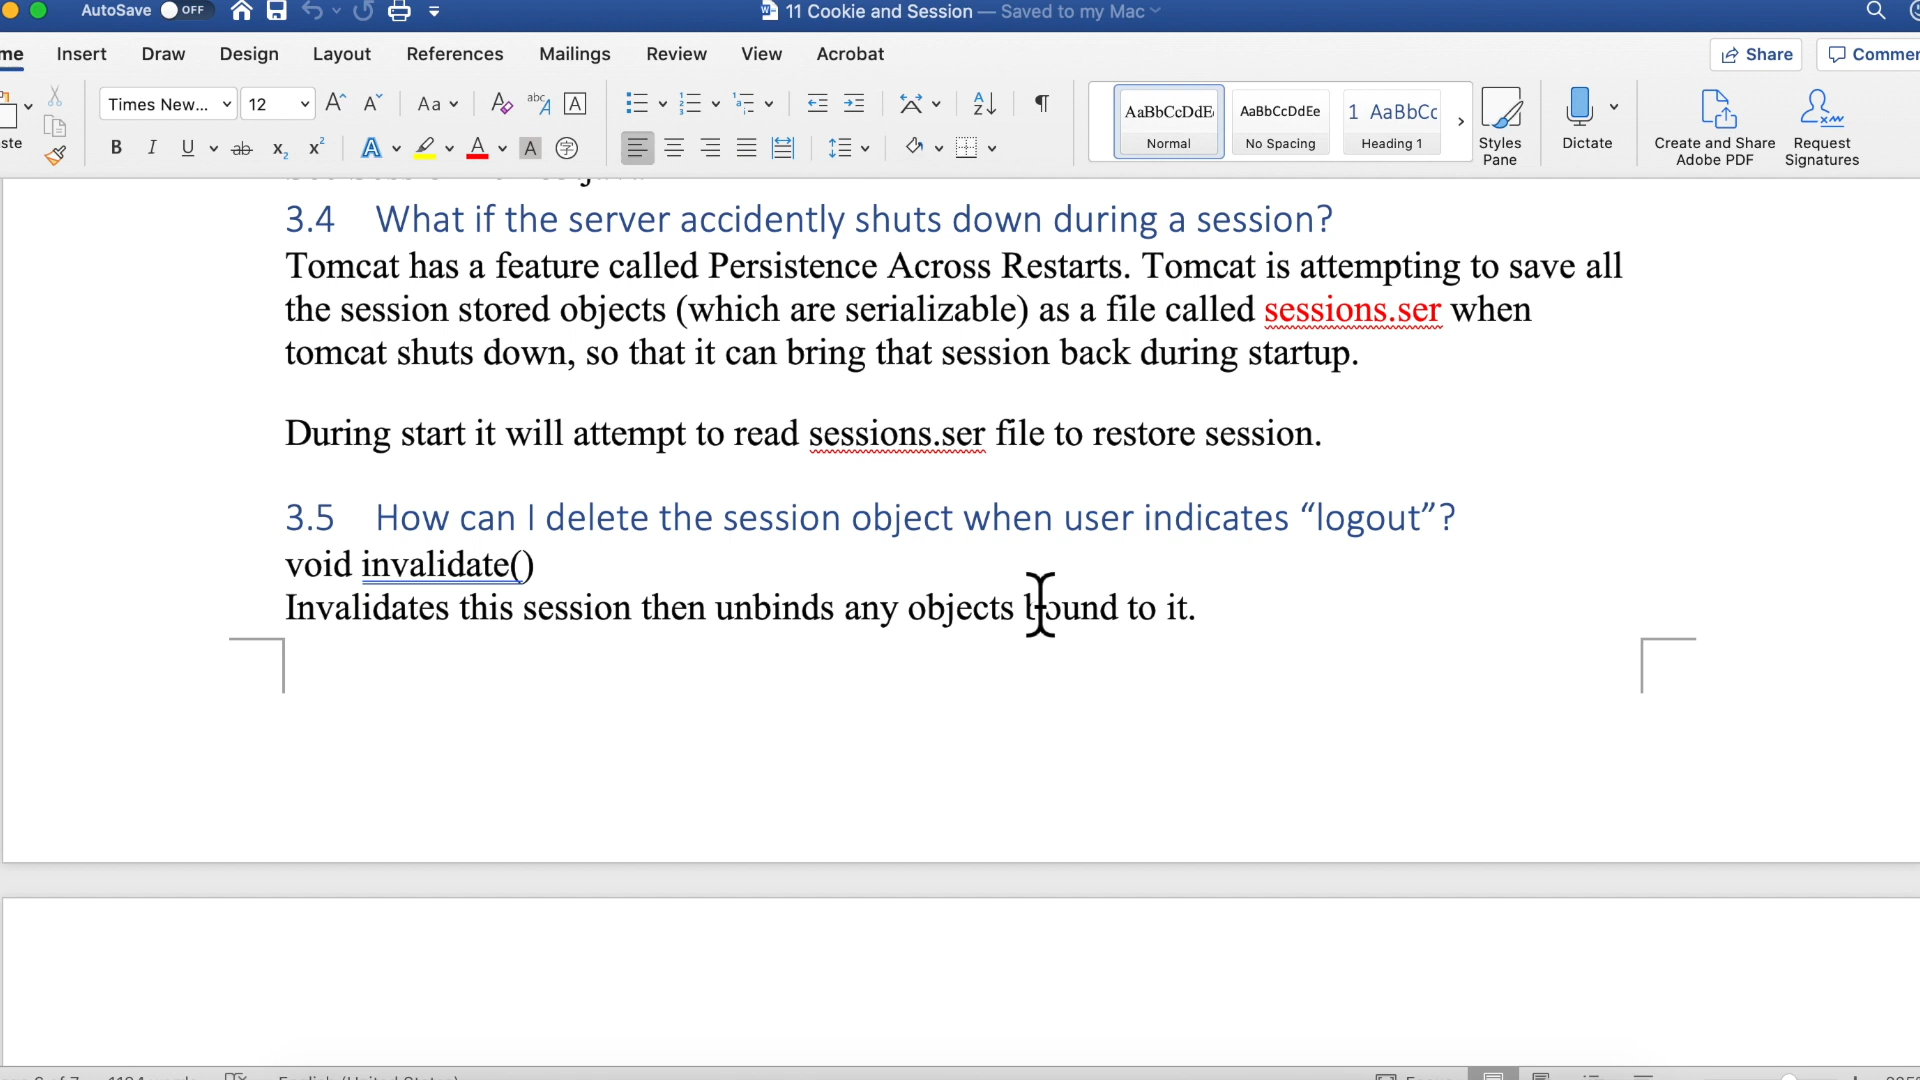 AutoSave OFF 11 Cookie and Session — Saved to my Mac
Insert Draw Design Layout References Mailings Review View Acrobat Share
Times New... 12 Aa
AaBbCcDdE AaBbCcDdEe 1 AaBbCc
Normal No Spacing Heading 1 Styles Pane Dictate Create and Share Adobe PDF Request Signatures
3.4 What if the server accidently shuts down during a session?
Tomcat has a feature called Persistence Across Restarts. Tomcat is attempting to save all
the session stored objects (which are serializable) as a file called sessions.ser when
tomcat shuts down, so that it can bring that session back during startup.
During start it will attempt to read sessions.ser file to restore session.
3.5 How can I delete the session object when user indicates “logout”?
void invalidate()
Invalidates this session then unbinds any objects bound to it.